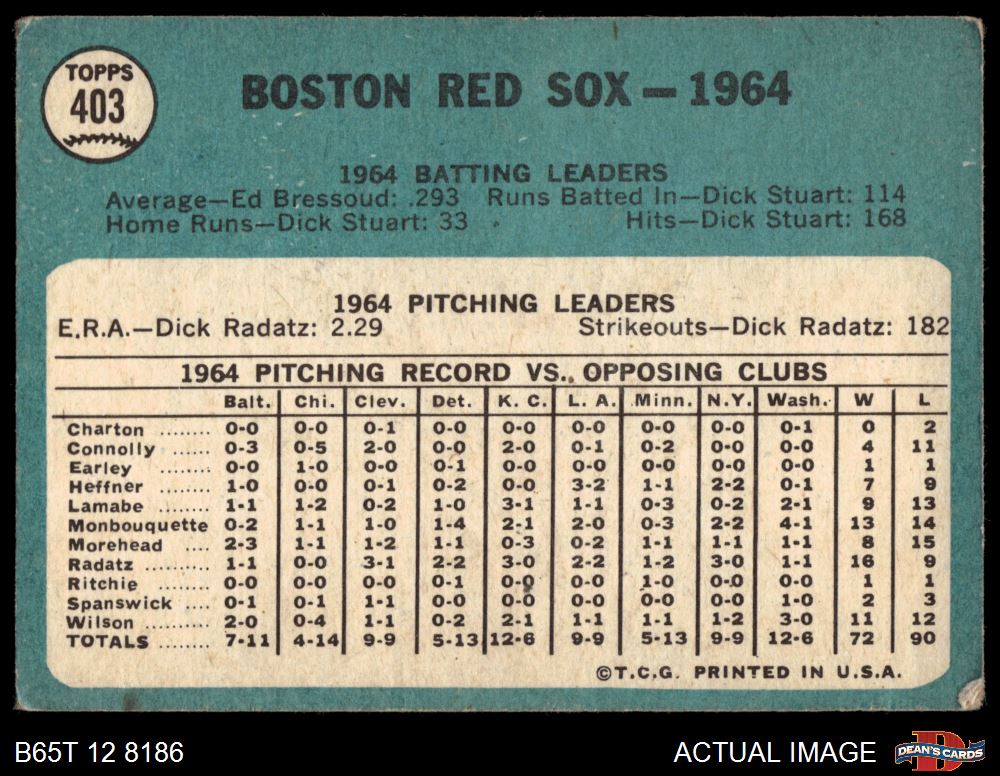 TOPPS
403
BOSTON RED SOX — 1964
1964 BATTING LEADERS
Average—Ed Bressoud: .293 Runs Batted In—Dick Stuart: 114
Home Runs—Dick Stuart: 33 Hits—Dick Stuart: 168
1964 PITCHING LEADERS
E.R.A.—Dick Radatz: 2.29 Strikeouts—Dick Radatz: 182
1964 PITCHING RECORD VS. OPPOSING CLUBS
Balt. Chi. Clev. Det. K. C. L. A. Minn. N.Y. Wash. W L
Charton ........ 0-0 0-0 0-1 0-0 0-0 0-0 0-0 0-0 0-1 0 2
Connolly ...... 0-3 0-5 2-0 0-0 2-0 0-1 0-2 0-0 0-0 4 11
Earley ........ 0-0 1-0 0-0 0-1 0-0 0-0 0-0 0-0 0-0 1 1
Heffner ........ 1-0 0-0 0-1 0-2 0-0 3-2 1-1 2-2 0-1 7 9
Lamabe ........ 1-1 1-2 0-2 1-0 3-1 1-1 0-3 0-2 2-1 9 13
Monbouquette 0-2 1-1 1-0 1-4 2-1 2-0 0-3 2-2 4-1 13 14
Morehead .... 2-3 1-1 1-2 1-1 0-3 0-2 1-1 1-1 1-1 8 15
Radatz .......... 1-1 0-0 3-1 2-2 3-0 2-2 1-2 3-0 1-1 16 9
Ritchie ........ 0-0 0-0 0-0 0-1 0-0 0-0 1-0 0-0 0-0 1 1
Spanswick .... 0-1 0-1 1-1 0-0 0-0 0-0 0-0 0-0 1-0 2 3
Wilson .......... 2-0 0-4 1-1 0-2 2-1 1-1 1-1 1-2 3-0 11 12
TOTALS ........ 7-11 4-14 9-9 5-13 12-6 9-9 5-13 9-9 12-6 72 90
©T.C.G. PRINTED IN U.S.A.
B65T 12 8186 ACTUAL IMAGE DEAN'S CARDS